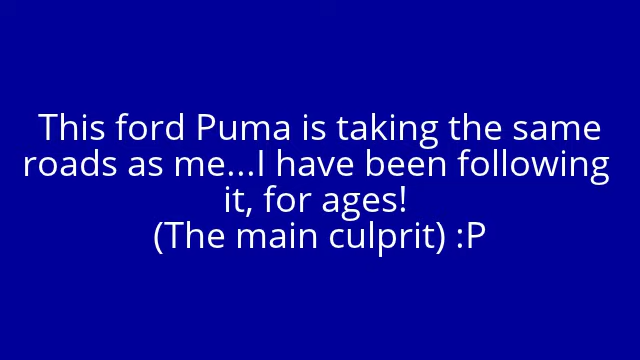 This ford Puma is taking the same
roads as me...I have been following
it, for ages!
(The main culprit) :P